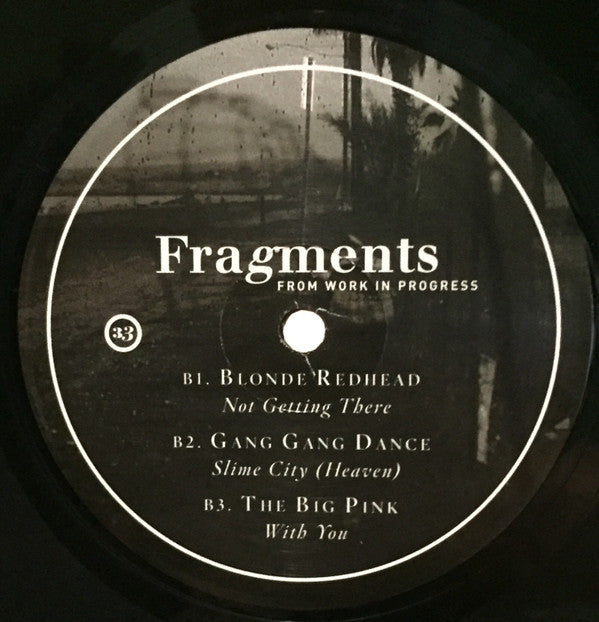 Fragments
FROM WORK IN PROGRESS
33
B1. BLONDE REDHEAD
Not Getting There
B2. GANG GANG DANCE
Slime City (Heaven)
B3. THE BIG PINK
With You